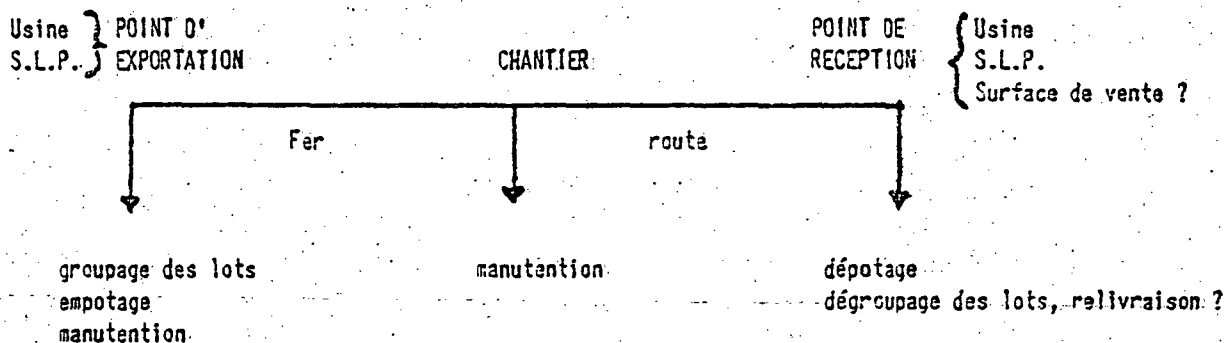 Usine } POINT D' POINT DE { Usine
S.L.P. } EXPORTATION CHANTIER RECEPTION { S.L.P.
Surface de vente ?
Fer route
groupage des lots manutention dépotage
empotage dégroupage des lots, relivraison ?
manutention